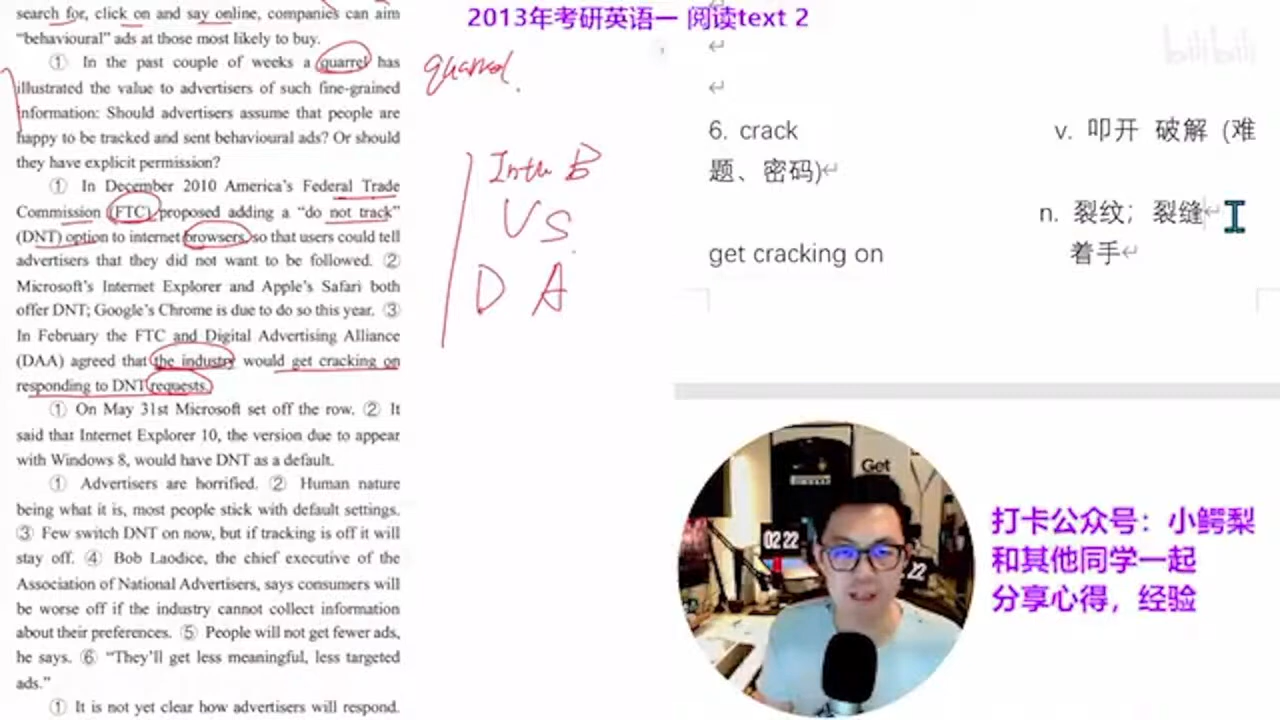 2013年考研英语一 阅读text 2
search for, click on and say online, companies can aim
“behavioural” ads at those most likely to buy.
① In the past couple of weeks a quarrel has
illustrated the value to advertisers of such fine-grained
information: Should advertisers assume that people are
happy to be tracked and sent behavioural ads? Or should
they have explicit permission?
① In December 2010 America’s Federal Trade
Commission (FTC) proposed adding a “do not track”
(DNT) option to internet browsers, so that users could tell
advertisers that they did not want to be followed. ②
Microsoft’s Internet Explorer and Apple’s Safari both
offer DNT; Google’s Chrome is due to do so this year. ③
In February the FTC and Digital Advertising Alliance
(DAA) agreed that the industry would get cracking on
responding to DNT requests.
① On May 31st Microsoft set off the row. ② It
said that Internet Explorer 10, the version due to appear
with Windows 8, would have DNT as a default.
① Advertisers are horrified. ② Human nature
being what it is, most people stick with default settings.
③ Few switch DNT on now, but if tracking is off it will
stay off. ④ Bob Laodice, the chief executive of the
Association of National Advertisers, says consumers will
be worse off if the industry cannot collect information
about their preferences. ⑤ People will not get fewer ads,
he says. ⑥ “They’ll get less meaningful, less targeted
ads.”
① It is not yet clear how advertisers will respond.
quarrel.
VS
D A
bilibili
6. crack v. 叩开 破解 (难
题、密码)
n. 裂纹；裂缝
get cracking on 着手
Get
02 22
22
打卡公众号：小鳄梨
和其他同学一起
分享心得，经验